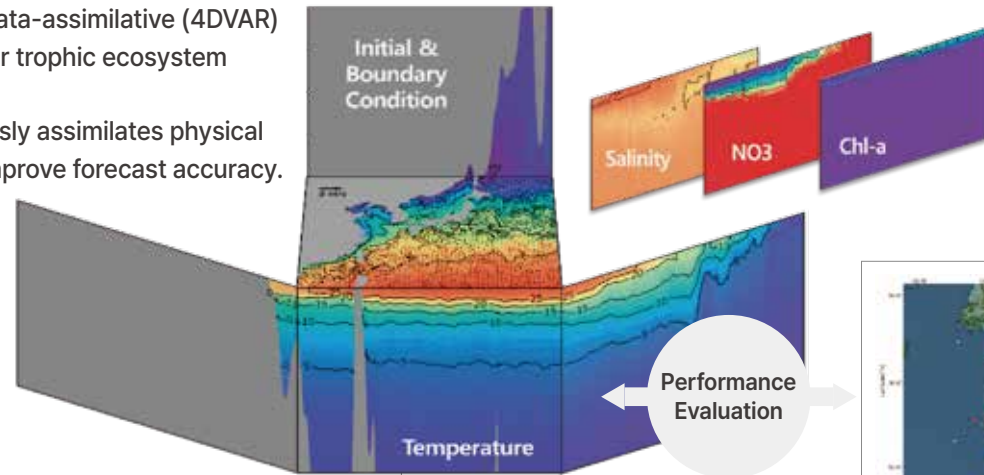 ata-assimilative (4DVAR)
r trophic ecosystem
sly assimilates physical
prove forecast accuracy.
Initial &
Boundary
Condition
Salinity
NO3
Chl-a
Performance
Evaluation
Temperature